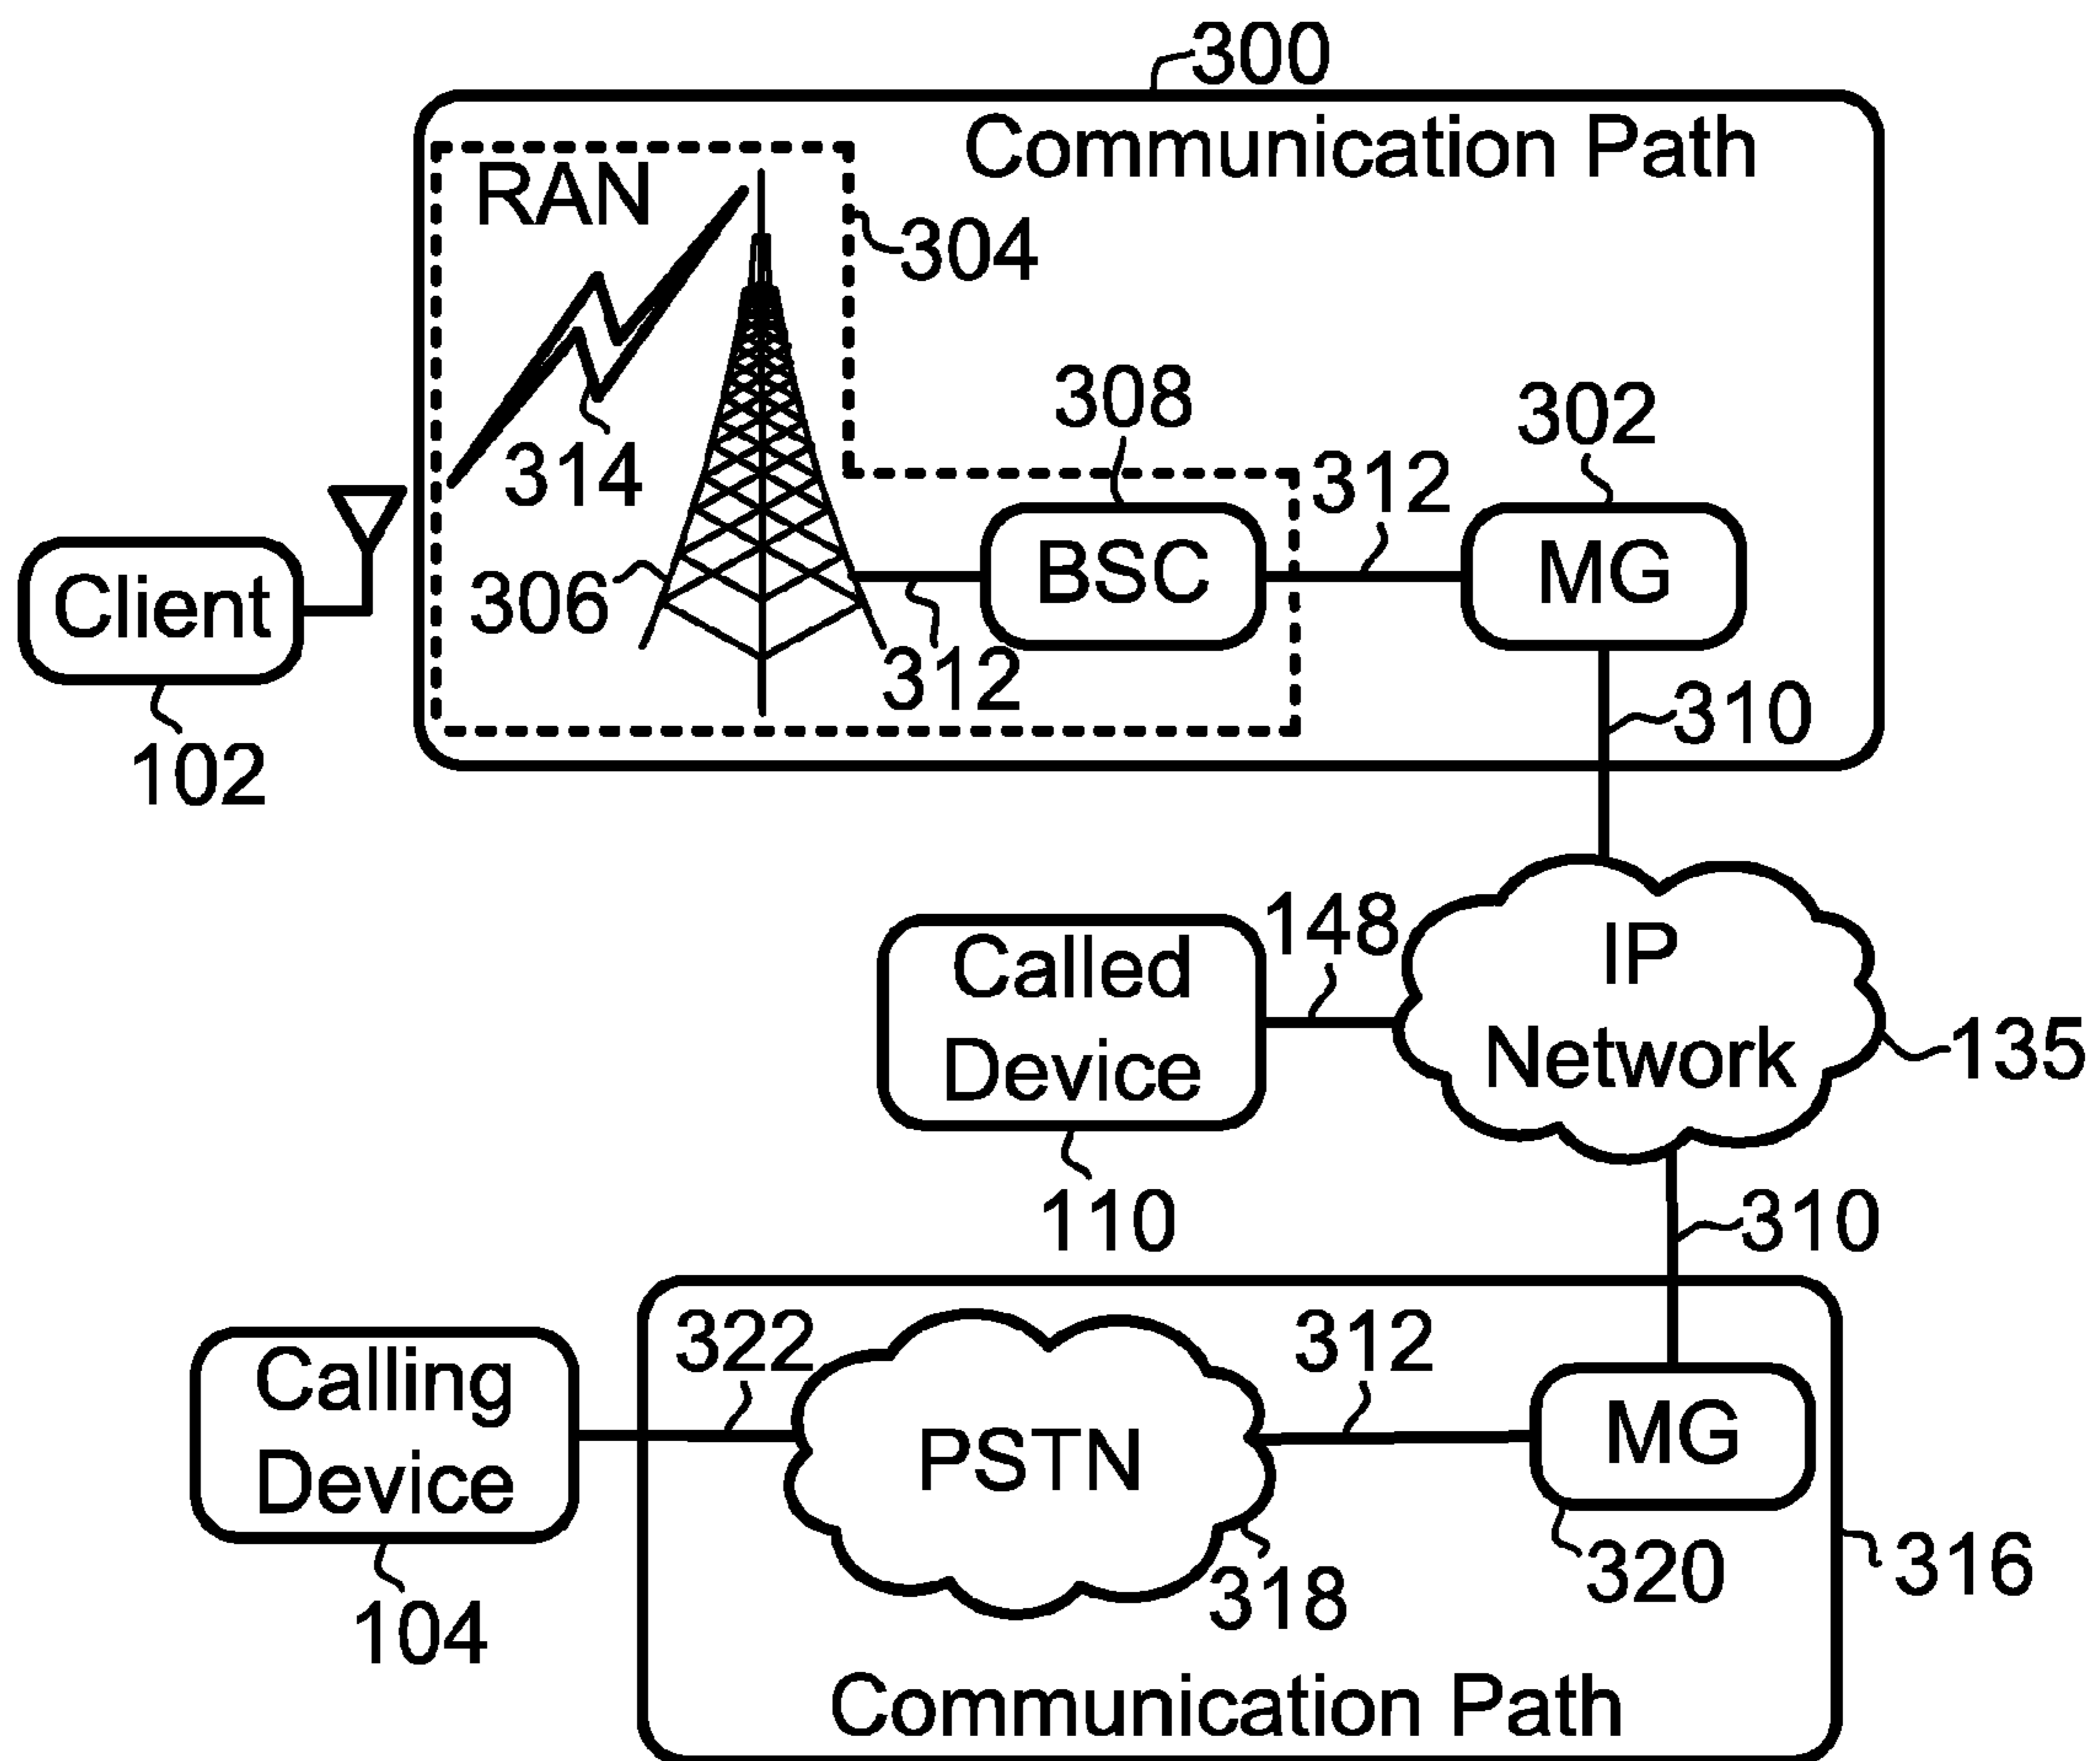 300
Communication Path
RAN
304
308
302
314
312
BSC
MG
Client
306
312
310
102
148
IP
Network
Called
Device
135
110
310
322
312
Calling
Device
PSTN
MG
320
316
318
104
Communication Path